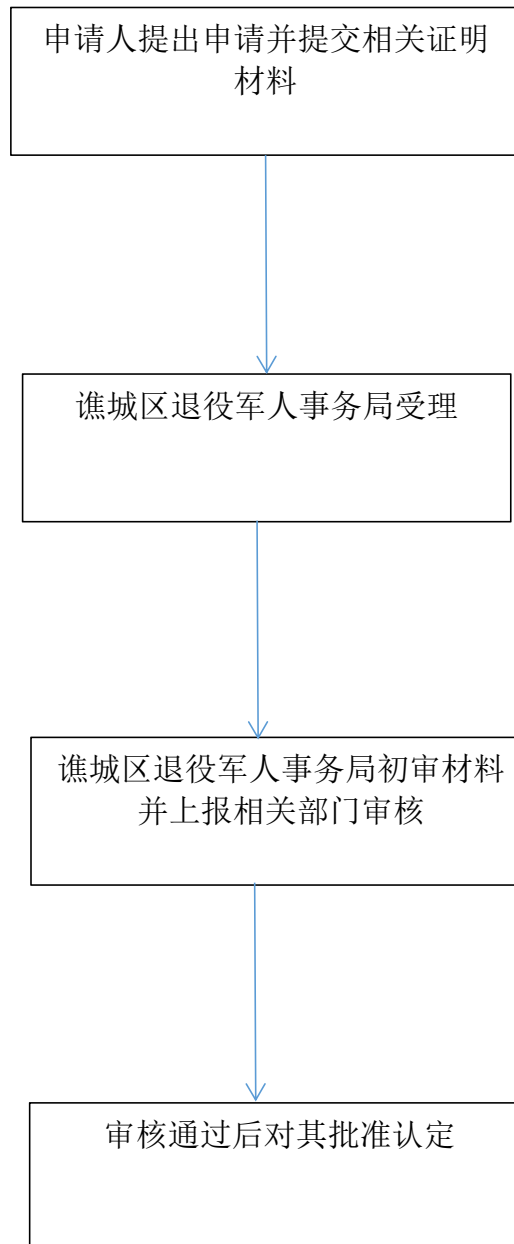 申请人提出申请并提交相关证明
材料
谯城区退役军人事务局受理
谯城区退役军人事务局初审材料
并上报相关部门审核
审核通过后对其批准认定